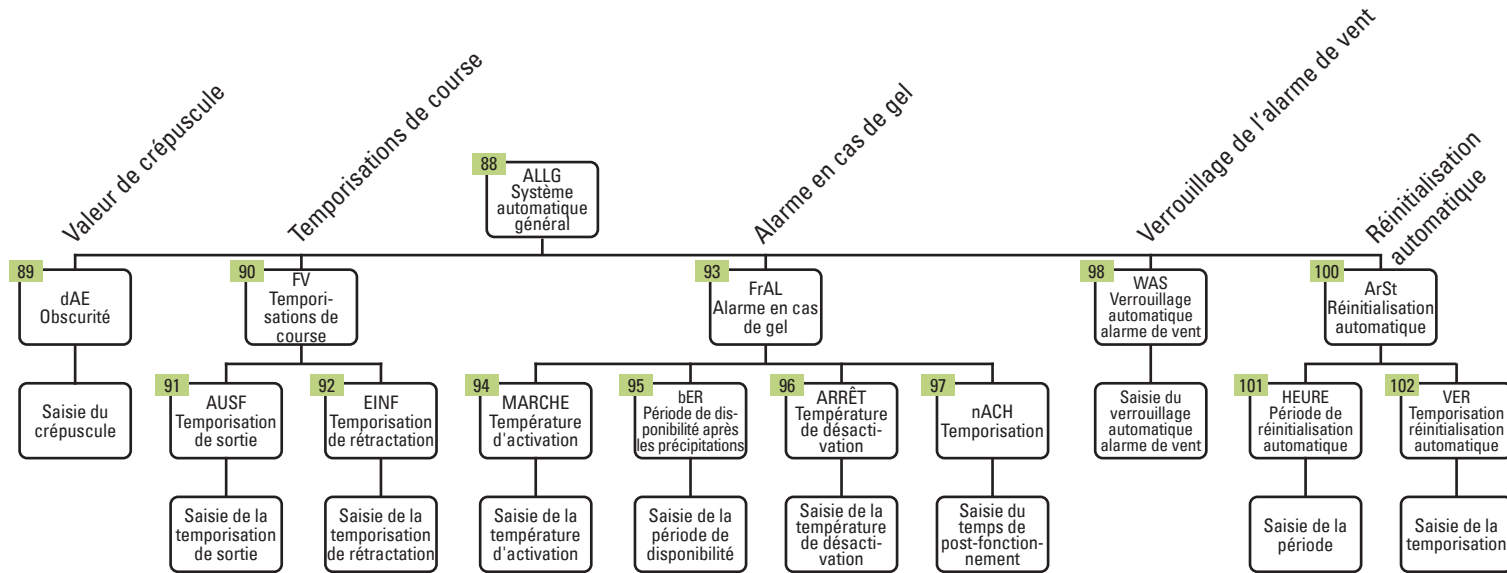 Valeur de crépuscule
Temporisations de course
Alarme en cas de gel
Verrouillage de l'alarme de vent
Réinitialisation
automatique
88
ALLG
Système
automatique
général
89
dAE
Obscurité
90
FV
Tempori-
sations de
course
93
FrAL
Alarme en cas
de gel
98
WAS
Verrouillage
automatique
alarme de vent
100
ArSt
Réinitialisation
automatique
Saisie du
crépuscule
91
AUSF
Temporisation
de sortie
92
EINF
Temporisation
de rétractation
94
MARCHE
Température
d'activation
95
bER
Période de dis-
ponibilité après
les précipitations
96
ARRÊT
Température
de désacti-
vation
97
nACH
Temporisation
Saisie du
verrouillage
automatique
alarme de vent
101
HEURE
Période de
réinitialisation
automatique
102
VER
Temporisation
réinitialisation
automatique
Saisie de la
temporisation
de sortie
Saisie de la
temporisation
de rétractation
Saisie de la
température
d'activation
Saisie de la
période de
disponibilité
Saisie de la
température
de désacti-
vation
Saisie du
temps de
post-fonction-
nement
Saisie de la
période
Saisie de la
temporisation